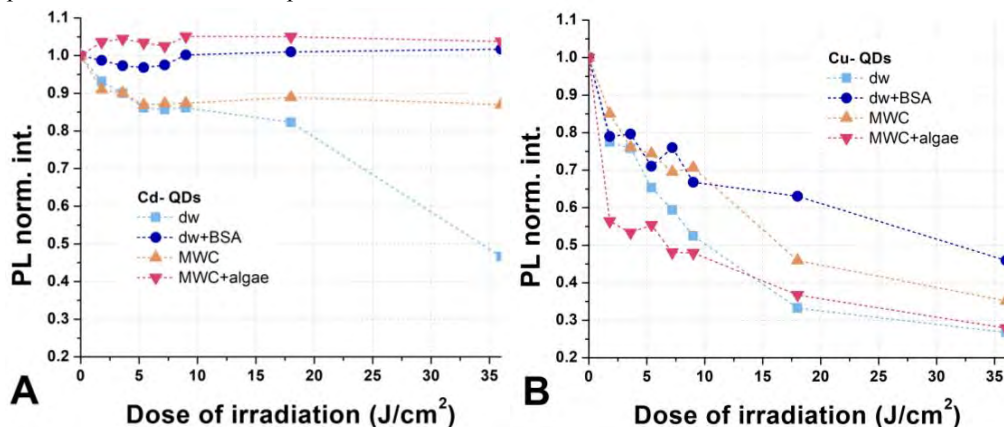 1.1
1.0
0.9
0.8
0.7
0.6
0.5
0.4
0.3
0.2
PL norm. int.
Cd- QDs
dw
dw+BSA
MWC
MWC+algae
0 5 10 15 20 25 30 35
A
Dose of irradiation (J/cm²)
1.1
1.0
0.9
0.8
0.7
0.6
0.5
0.4
0.3
0.2
PL norm. int.
Cu- QDs
dw
dw+BSA
MWC
MWC+algae
0 5 10 15 20 25 30 35
B
Dose of irradiation (J/cm²)